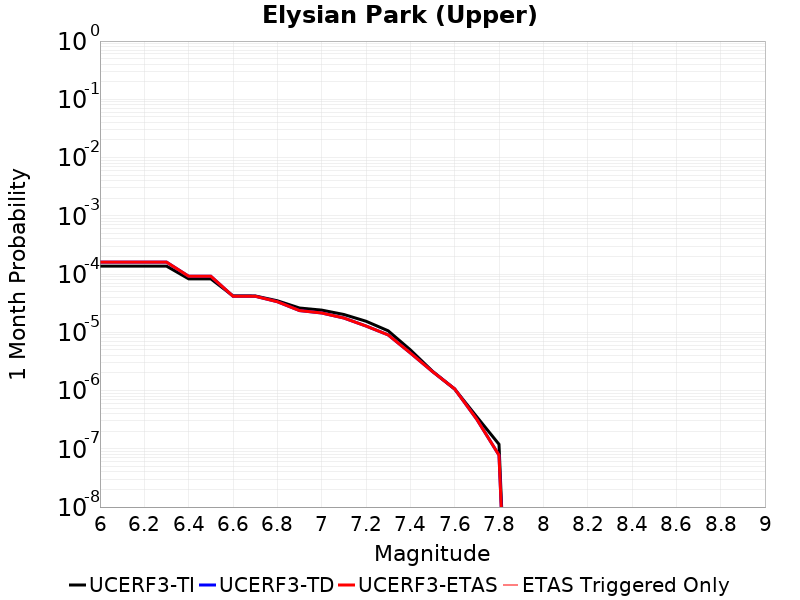 Elysian Park (Upper)
1 Month Probability
10^0
10^-1
10^-2
10^-3
10^-4
10^-5
10^-6
10^-7
10^-8
6 6.2 6.4 6.6 6.8 7 7.2 7.4 7.6 7.8 8 8.2 8.4 8.6 8.8 9
Magnitude
UCERF3-TI UCERF3-TD UCERF3-ETAS ETAS Triggered Only